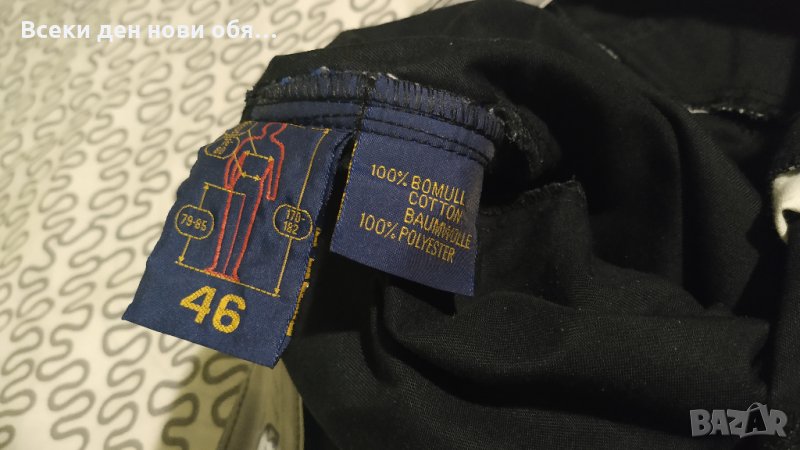 Всеки ден нови обя...
79-85
170-
182
46
100% BOMULL
COTTON
BAUMWOLLE
100% POLYESTER
BAZAR